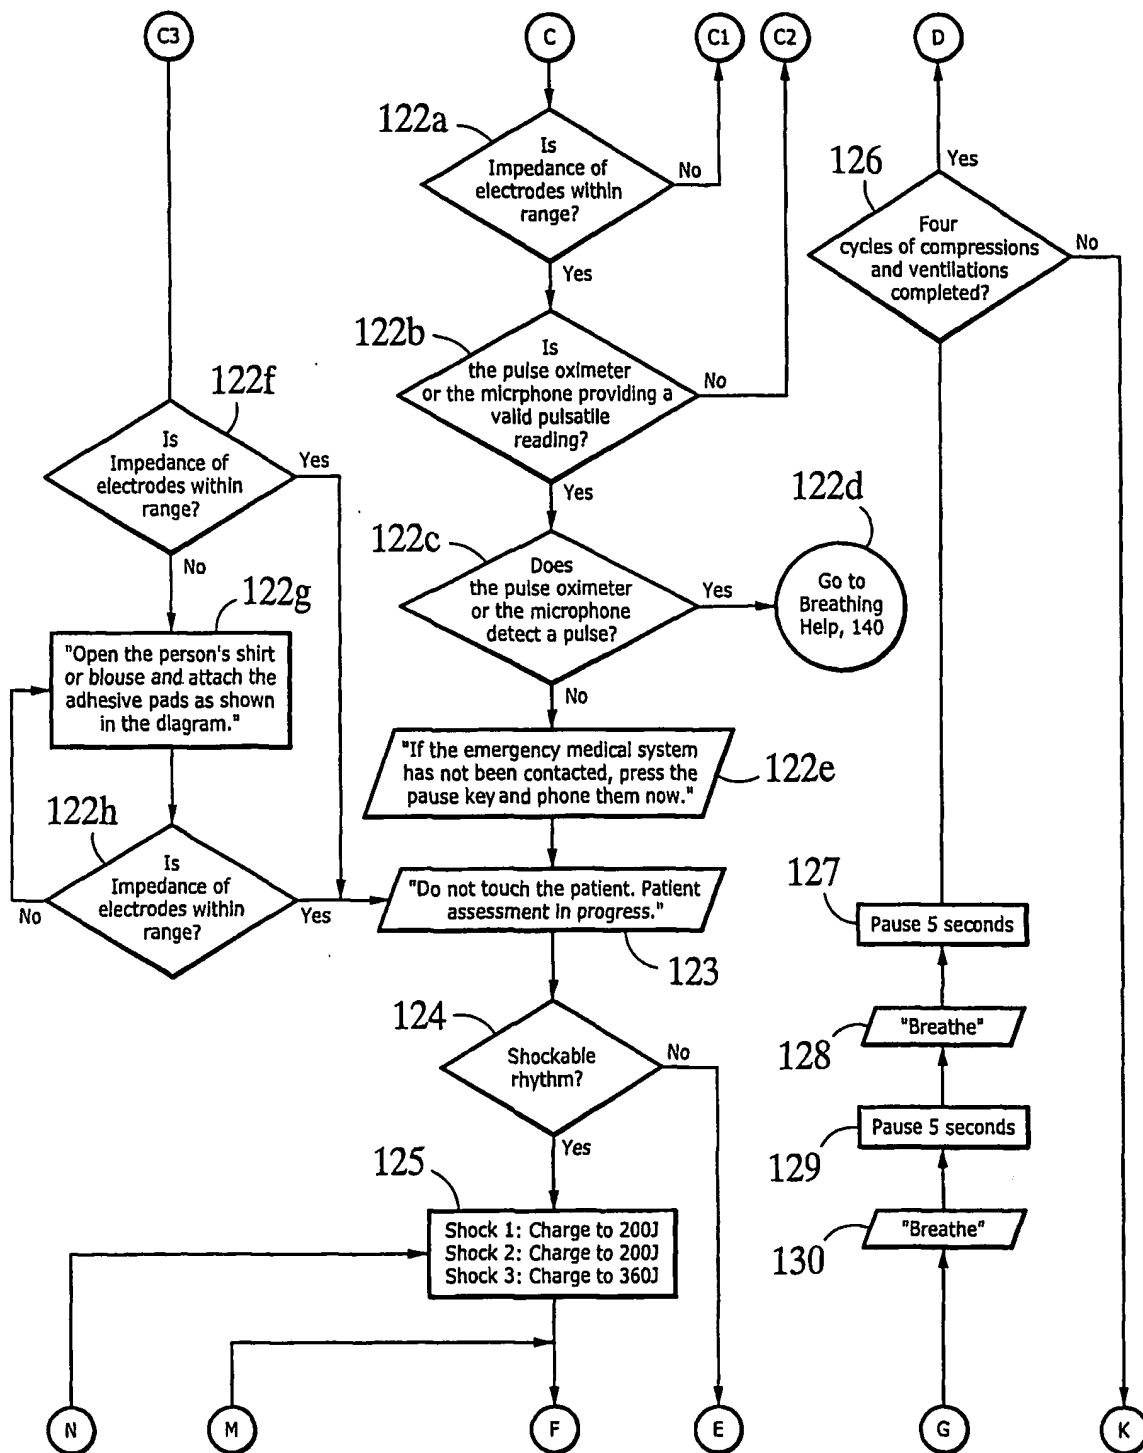 C3
C
C1
C2
D
122a
Is
Impedance of
electrodes within
range?
No
Yes
126
Four
cycles of compressions
and ventilations
completed?
Yes
No
122b
Is
the pulse oximeter
or the micrphone providing a
valid pulsatile
reading?
No
Yes
122f
Is
Impedance of
electrodes within
range?
Yes
No
122c
Does
the pulse oximeter
or the microphone
detect a pulse?
Yes
No
122d
Go to
Breathing
Help, 140
122g
"Open the person's shirt
or blouse and attach the
adhesive pads as shown
in the diagram."
"If the emergency medical system
has not been contacted, press the
pause key and phone them now."
122e
122h
Is
Impedance of
electrodes within
range?
No
Yes
"Do not touch the patient. Patient
assessment in progress."
123
127
Pause 5 seconds
"Breathe"
128
124
Shockable
rhythm?
No
Yes
Pause 5 seconds
129
125
Shock 1: Charge to 200J
Shock 2: Charge to 200J
Shock 3: Charge to 360J
"Breathe"
130
N
M
F
E
G
K